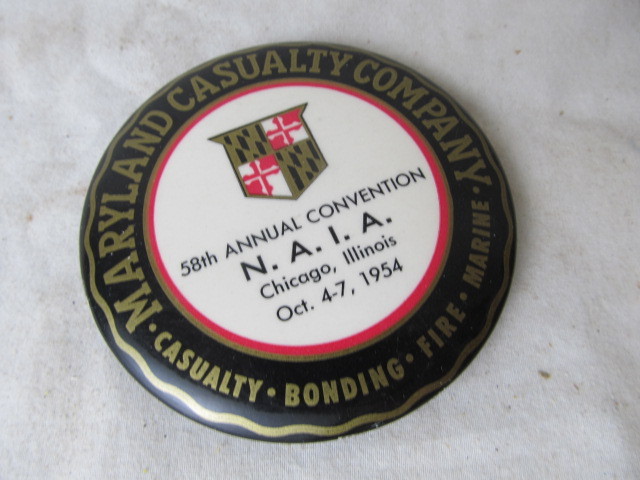 MARYLAND CASUALTY COMPANY
58th ANNUAL CONVENTION
N. A. I. A.
Chicago, Illinois
Oct. 4-7, 1954
• CASUALTY • BONDING • FIRE • MARINE •